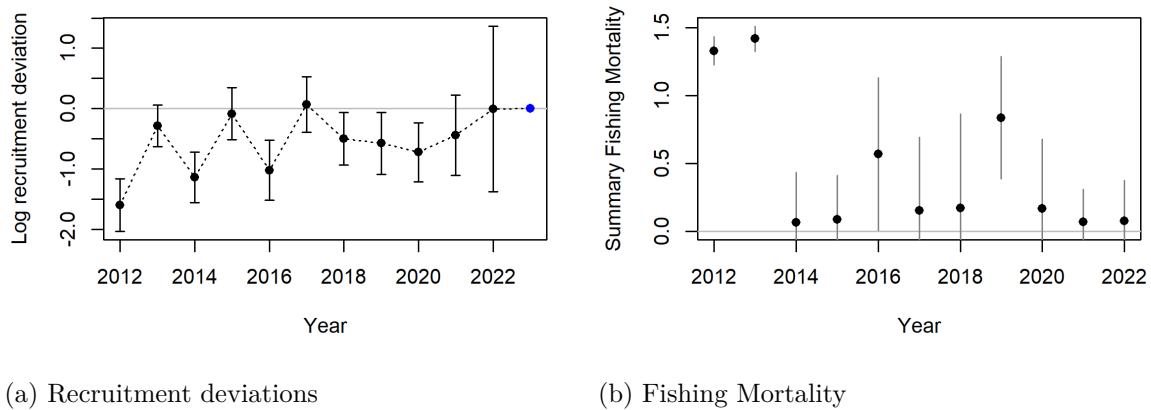 Log recruitment deviation
1.0
0.0
-1.0
-2.0
2012 2014 2016 2018 2020 2022
Year
Summary Fishing Mortality
1.5
1.0
0.5
0.0
2012 2014 2016 2018 2020 2022
Year
(a) Recruitment deviations
(b) Fishing Mortality